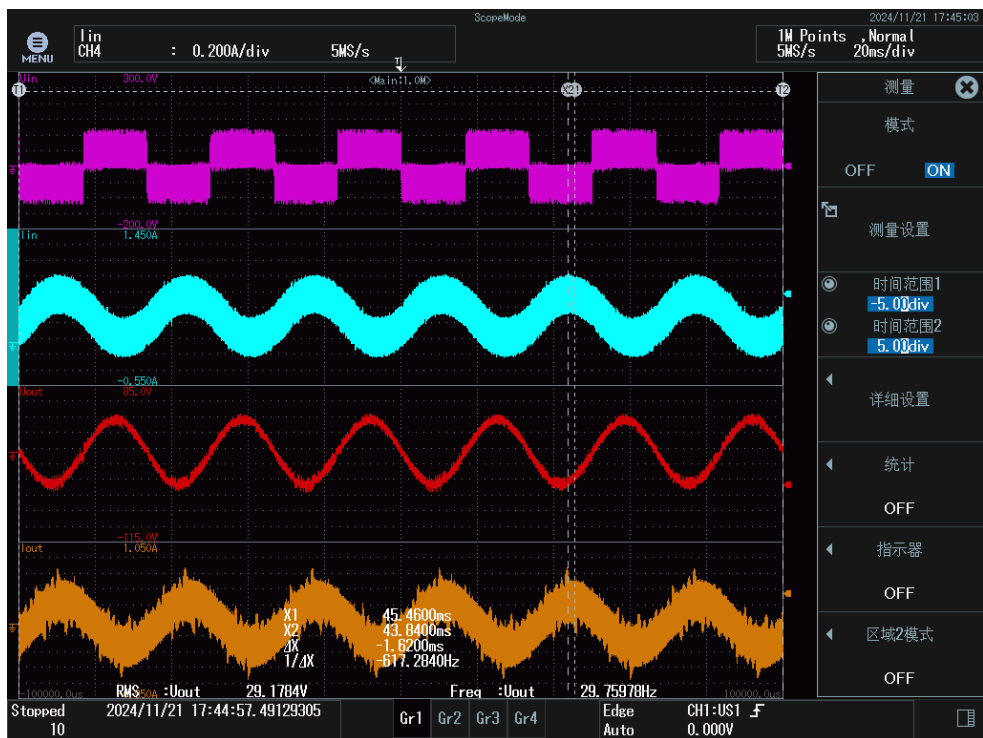 ScopeMode
2024/11/21 17:45:03
MENU
Iin
CH4 : 0.200A/div 5MS/s
1M Points ,Normal
5MS/s 20ms/div
<Main:1.0M>
300.0V
T1
X21
T2
-200.0V
Iin
1.450A
-0.550A
Uout
85.0V
-115.0V
Iout
1.050A
X1 45.4600ms
X2 43.8400ms
⊿X -1.6200ms
1/⊿X -617.2840Hz
-100000.0us
100000.0us
RMS :Uout 29.1784V
Freq :Uout 29.75978Hz
测量
模式
OFF ON
测量设置
时间范围1
-5.00div
时间范围2
5.00div
详细设置
统计
OFF
指示器
OFF
区域2模式
OFF
Stopped
10
2024/11/21 17:44:57.49129305
Gr1 Gr2 Gr3 Gr4
Edge CH1:US1
Auto 0.000V